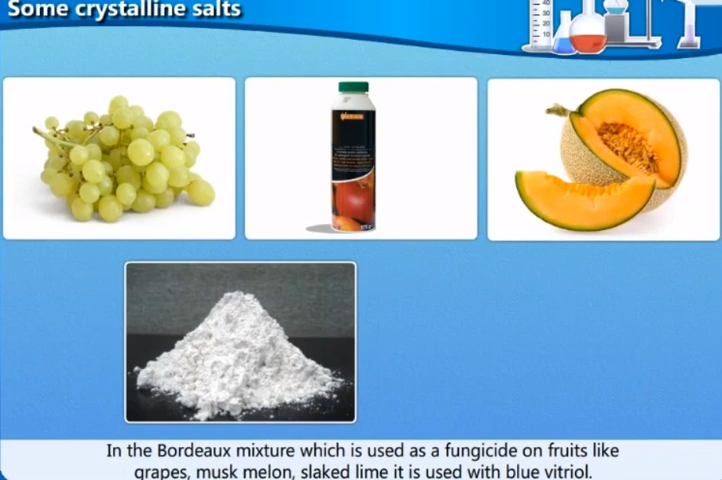 Some crystalline salts
In the Bordeaux mixture which is used as a fungicide on fruits like
grapes, musk melon, slaked lime it is used with blue vitriol.